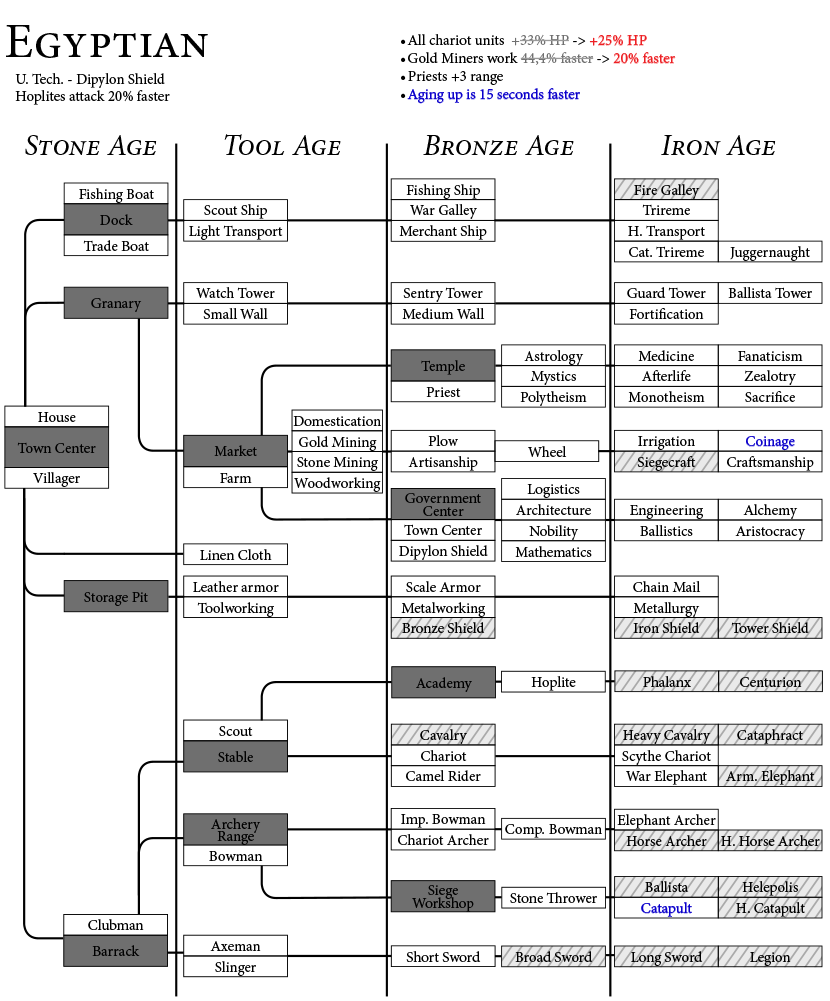 EGYPTIAN
U. Tech. - Dipylon Shield
Hoplites attack 20% faster
•All chariot units +33% HP -> +25% HP
•Gold Miners work 44,4% faster -> 20% faster
•Priests +3 range
•Aging up is 15 seconds faster
STONE AGE TOOL AGE BRONZE AGE IRON AGE
Fishing Boat
Dock
Trade Boat
Scout Ship
Light Transport
Fishing Ship
War Galley
Merchant Ship
Fire Galley
Trireme
H. Transport
Cat. Trireme Juggernaught
Granary
Watch Tower
Small Wall
Sentry Tower
Medium Wall
Guard Tower Ballista Tower
Fortification
Temple
Priest
Astrology
Mystics
Polytheism
Medicine Fanaticism
Afterlife Zealotry
Monotheism Sacrifice
House
Town Center
Villager
Market
Farm
Domestication
Gold Mining
Stone Mining
Woodworking
Plow
Artisanship
Wheel
Irrigation Coinage
Siegecraft Craftsmanship
Government
Center
Town Center
Dipylon Shield
Logistics
Architecture
Nobility
Mathematics
Engineering Alchemy
Ballistics Aristocracy
Linen Cloth
Storage Pit
Leather armor
Toolworking
Scale Armor
Metalworking
Bronze Shield
Chain Mail
Metallurgy
Iron Shield Tower Shield
Academy
Hoplite
Phalanx Centurion
Scout
Stable
Cavalry
Chariot
Camel Rider
Heavy Cavalry Cataphract
Scythe Chariot
War Elephant Arm. Elephant
Archery
Range
Bowman
Imp. Bowman
Chariot Archer
Comp. Bowman
Elephant Archer
Horse Archer H. Horse Archer
Siege
Workshop
Stone Thrower
Ballista Helepolis
Catapult H. Catapult
Clubman
Barrack
Axeman
Slinger
Short Sword
Broad Sword
Long Sword Legion